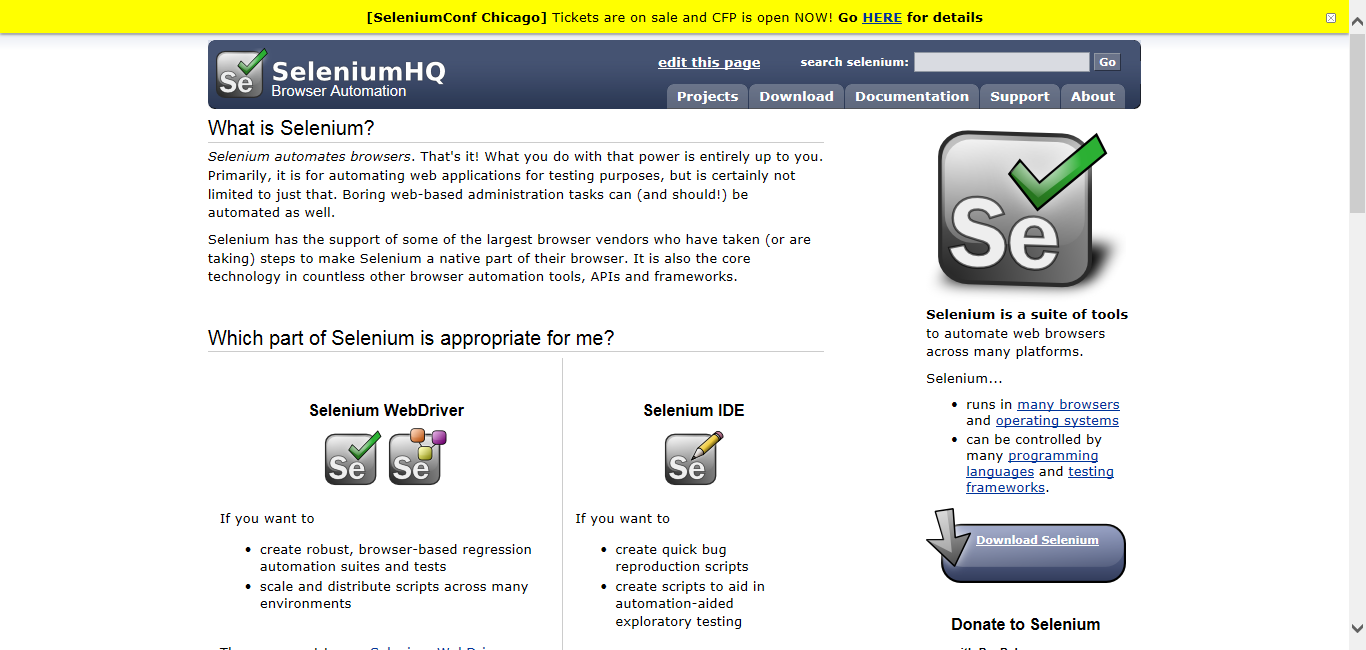 [SeleniumConf Chicago] Tickets are on sale and CFP is open NOW! Go HERE for details
Se
SeleniumHQ
Browser Automation
edit this page
search selenium:
Go
Projects
Download
Documentation
Support
About
What is Selenium?
Selenium automates browsers. That's it! What you do with that power is entirely up to you.
Primarily, it is for automating web applications for testing purposes, but is certainly not
limited to just that. Boring web-based administration tasks can (and should!) be
automated as well.
Selenium has the support of some of the largest browser vendors who have taken (or are
taking) steps to make Selenium a native part of their browser. It is also the core
technology in countless other browser automation tools, APIs and frameworks.
Which part of Selenium is appropriate for me?
Selenium WebDriver
Se
Se
If you want to
• create robust, browser-based regression
automation suites and tests
• scale and distribute scripts across many
environments
Selenium IDE
Se
If you want to
• create quick bug
reproduction scripts
• create scripts to aid in
automation-aided
exploratory testing
Se
Selenium is a suite of tools
to automate web browsers
across many platforms.
Selenium...
• runs in many browsers
and operating systems
• can be controlled by
many programming
languages and testing
frameworks.
Download Selenium
Donate to Selenium